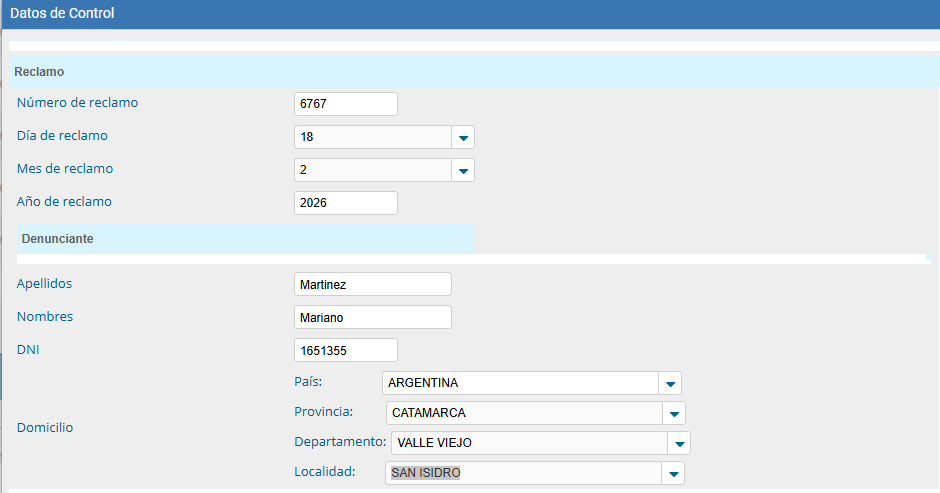 Datos de Control
Reclamo
Número de reclamo 6767
Día de reclamo 18
Mes de reclamo 2
Año de reclamo 2026
Denunciante
Apellidos Martinez
Nombres Mariano
DNI 1651355
Domicilio
País: ARGENTINA
Provincia: CATAMARCA
Departamento: VALLE VIEJO
Localidad: SAN ISIDRO